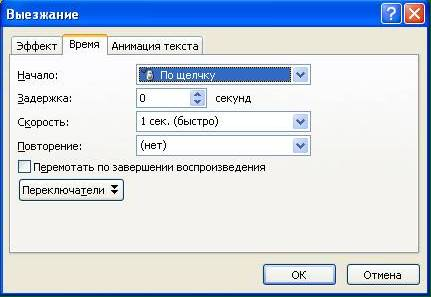 Выезжание
Эффект Время Анимация текста
Начало: По щелчку
Задержка: 0 секунд
Скорость: 1 сек. (быстро)
Повторение: (нет)
Перемотать по завершении воспроизведения
Переключатели
ОК Отмена